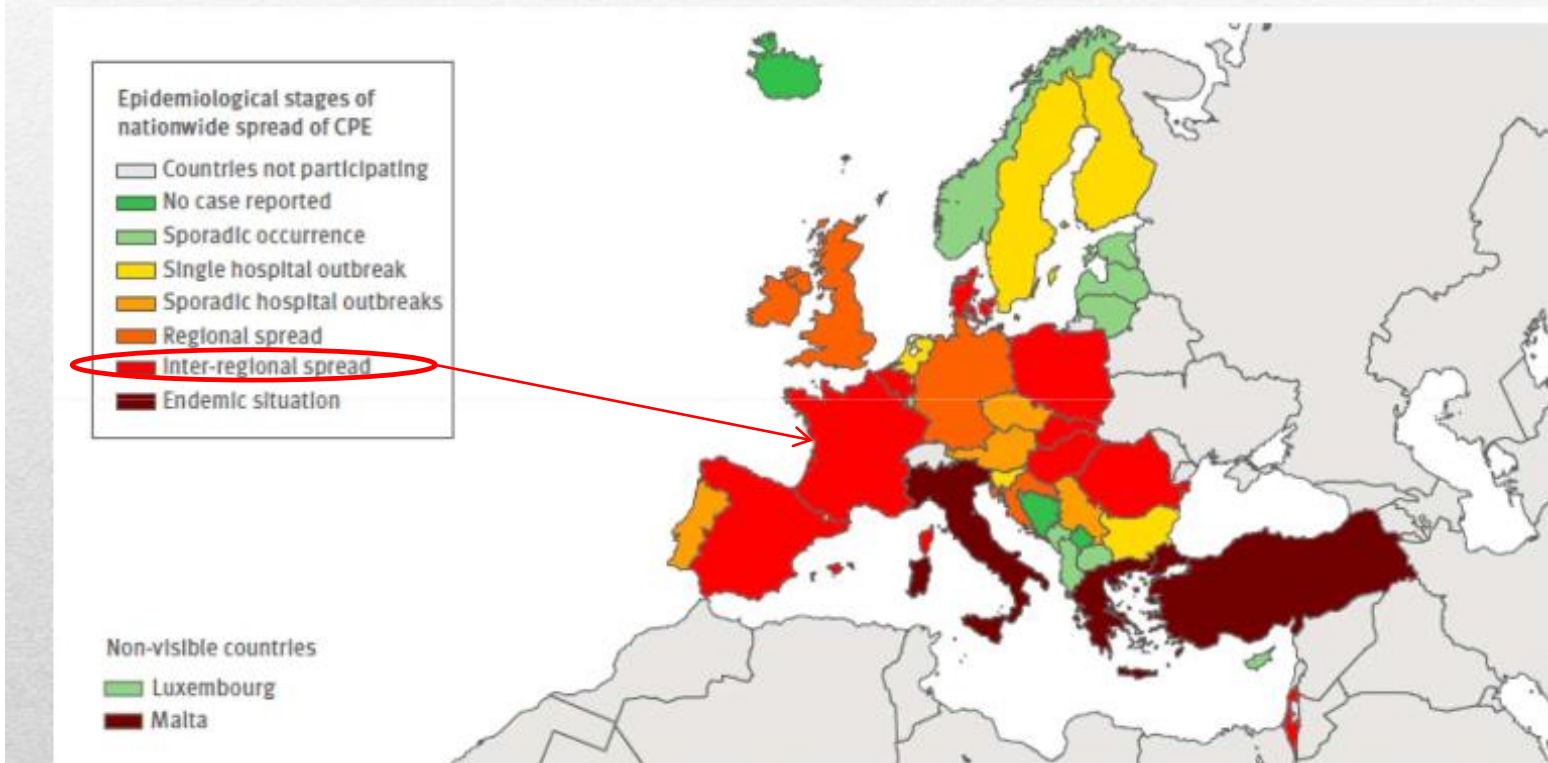 Epidemiological stages of
nationwide spread of CPE
Countries not participating
No case reported
Sporadic occurrence
Single hospital outbreak
Sporadic hospital outbreaks
Regional spread
Inter-regional spread
Endemic situation
Non-visible countries
Luxembourg
Malta